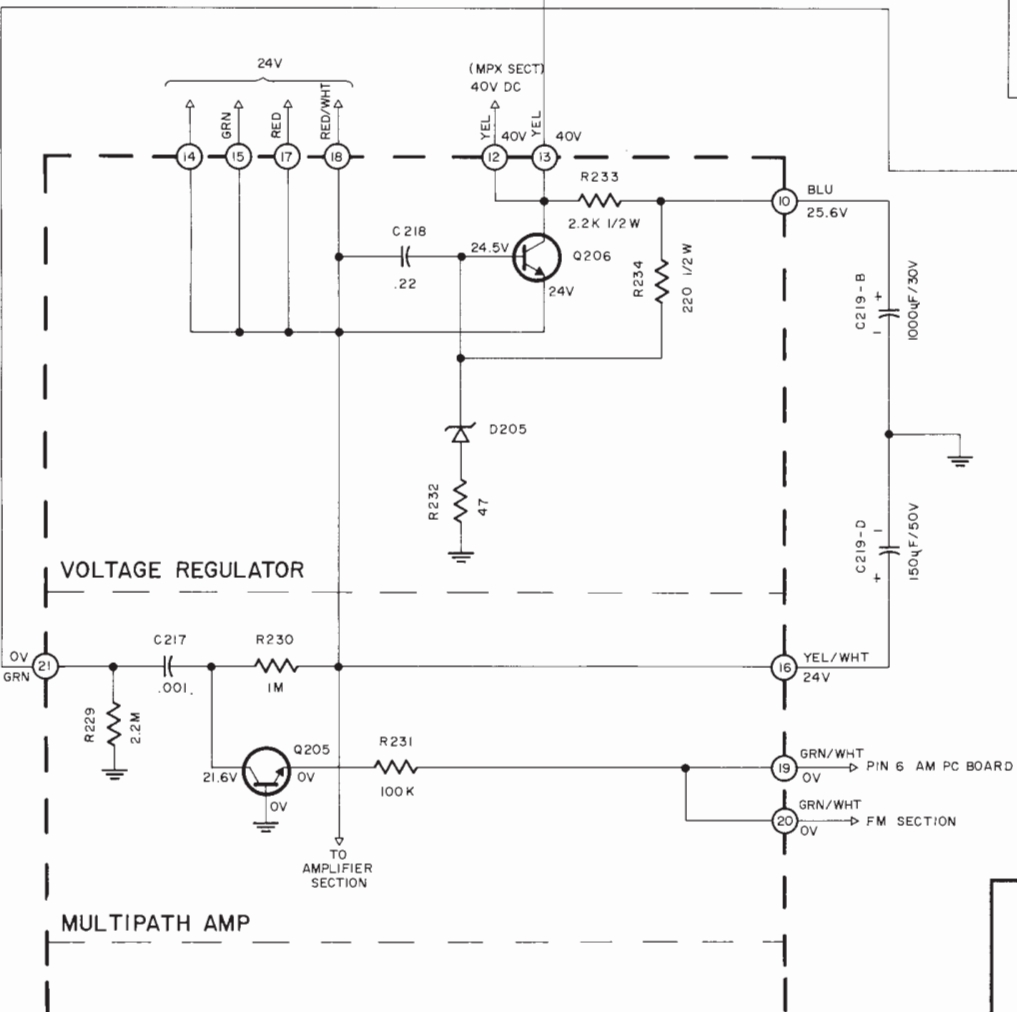 24V
(MPX SECT)
40V DC
GRN
RED
RED/WHT
YEL
40V
YEL
40V
14
15
17
18
12
13
R233
2.2K 1/2W
10
BLU
25.6V
C218
.22
24.5V
Q206
24V
R234
220 1/2W
C219-B
+
-
1000µF/30V
D205
R232
47
C219-D
-
+
150µF/50V
VOLTAGE REGULATOR
0V
21
GRN
C217
.001
R230
1M
16
YEL/WHT
24V
R229
2.2M
Q205
21.6V
0V
0V
R231
100K
19
GRN/WHT
0V
PIN 6 AM PC BOARD
20
GRN/WHT
0V
FM SECTION
TO
AMPLIFIER
SECTION
MULTIPATH AMP